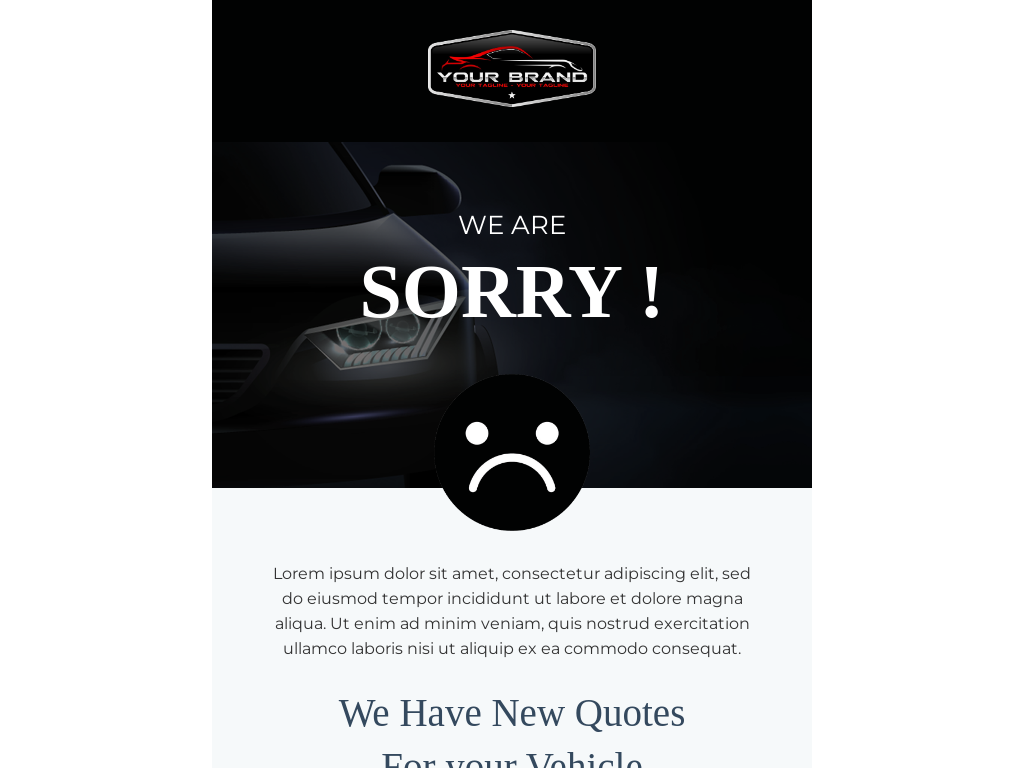 YOUR BRAND
YOUR TAGLINE - YOUR TAGLINE
WE ARE
SORRY !
Lorem ipsum dolor sit amet, consectetur adipiscing elit, sed
do eiusmod tempor incididunt ut labore et dolore magna
aliqua. Ut enim ad minim veniam, quis nostrud exercitation
ullamco laboris nisi ut aliquip ex ea commodo consequat.
We Have New Quotes
For your Vehicle